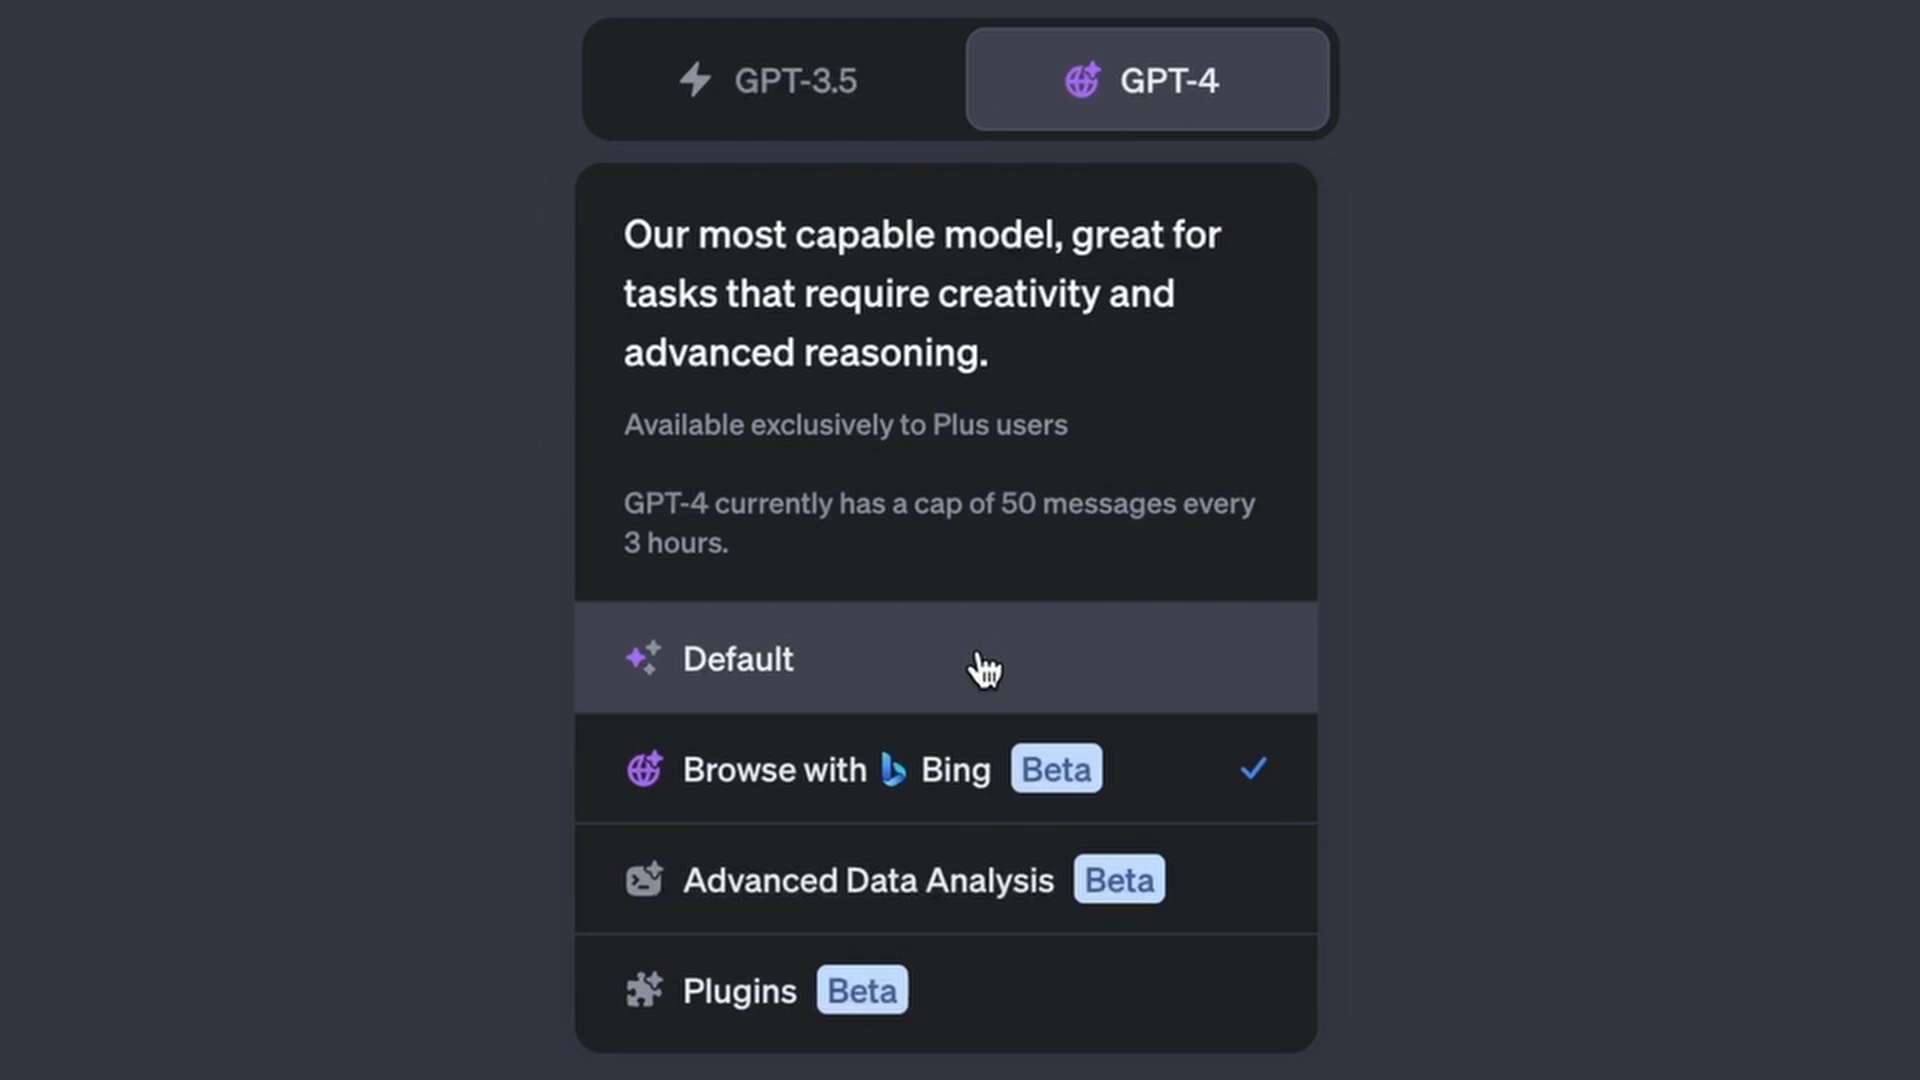 GPT-3.5
GPT-4
Our most capable model, great for
tasks that require creativity and
advanced reasoning.
Available exclusively to Plus users
GPT-4 currently has a cap of 50 messages every
3 hours.
Default
Browse with Bing Beta
Advanced Data Analysis Beta
Plugins Beta